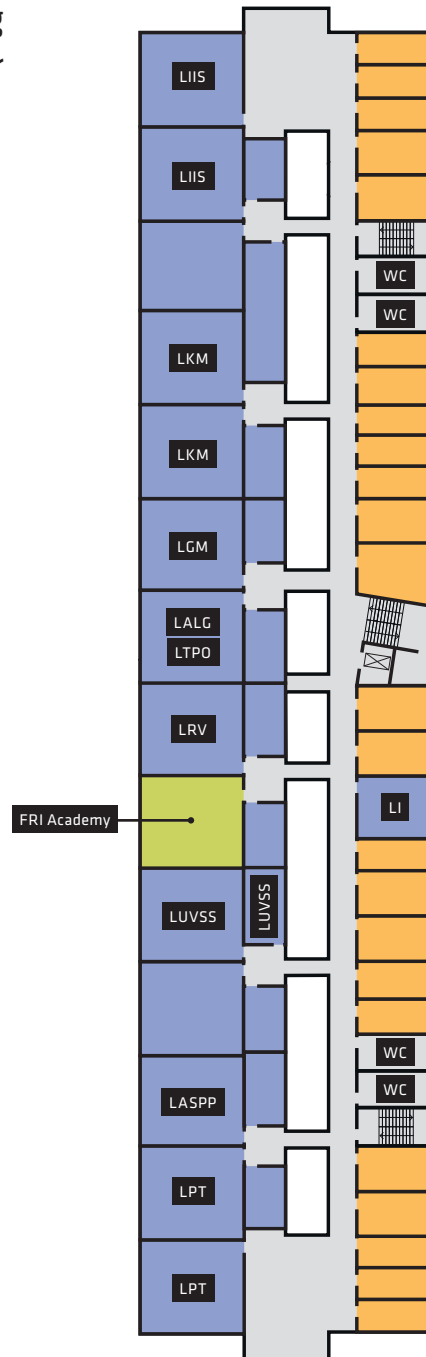 LIIS
LIIS
WC
WC
LKM
LKM
LGM
LALG
LTPO
LRV
LI
FRI Academy
LUVSS
LUVSS
WC
LASPP
WC
LPT
LPT